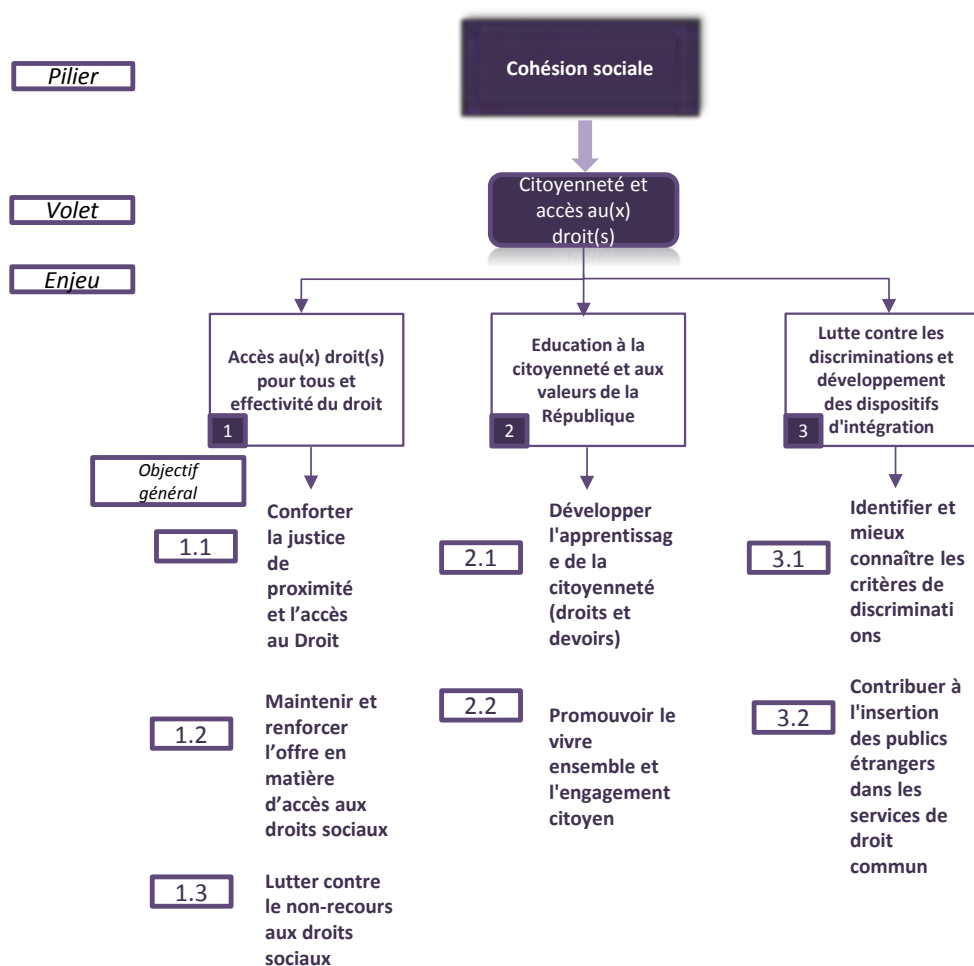 Pilier
Cohésion sociale
Volet
Citoyenneté et
accès au(x)
droit(s)
Enjeu
Accès au(x) droit(s)
pour tous et
effectivité du droit
1
Education à la
citoyenneté et aux
valeurs de la
République
2
Lutte contre les
discriminations et
développement
des dispositifs
d'intégration
3
Objectif
général
1.1
Conforter
la justice
de
proximité
et l’accès
au Droit
1.2
Maintenir et
renforcer
l’offre en
matière
d’accès aux
droits sociaux
1.3
Lutter contre
le non-recours
aux droits
sociaux
2.1
Développer
l'apprentissag
e de la
citoyenneté
(droits et
devoirs)
2.2
Promouvoir le
vivre
ensemble et
l'engagement
citoyen
3.1
Identifier et
mieux
connaître les
critères de
discriminati
ons
3.2
Contribuer à
l'insertion
des publics
étrangers
dans les
services de
droit
commun